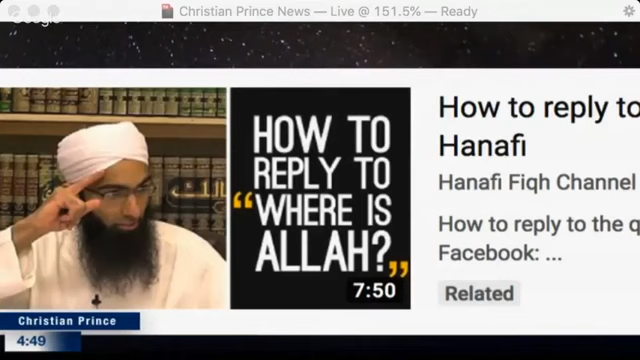 Christian Prince News — Live @ 151.5% — Ready
Google
HOW TO
REPLY TO
“WHERE IS
ALLAH?„
7:50
How to reply to
Hanafi
Hanafi Fiqh Channel
How to reply to the q
Facebook: ...
Related
Christian Prince
4:49